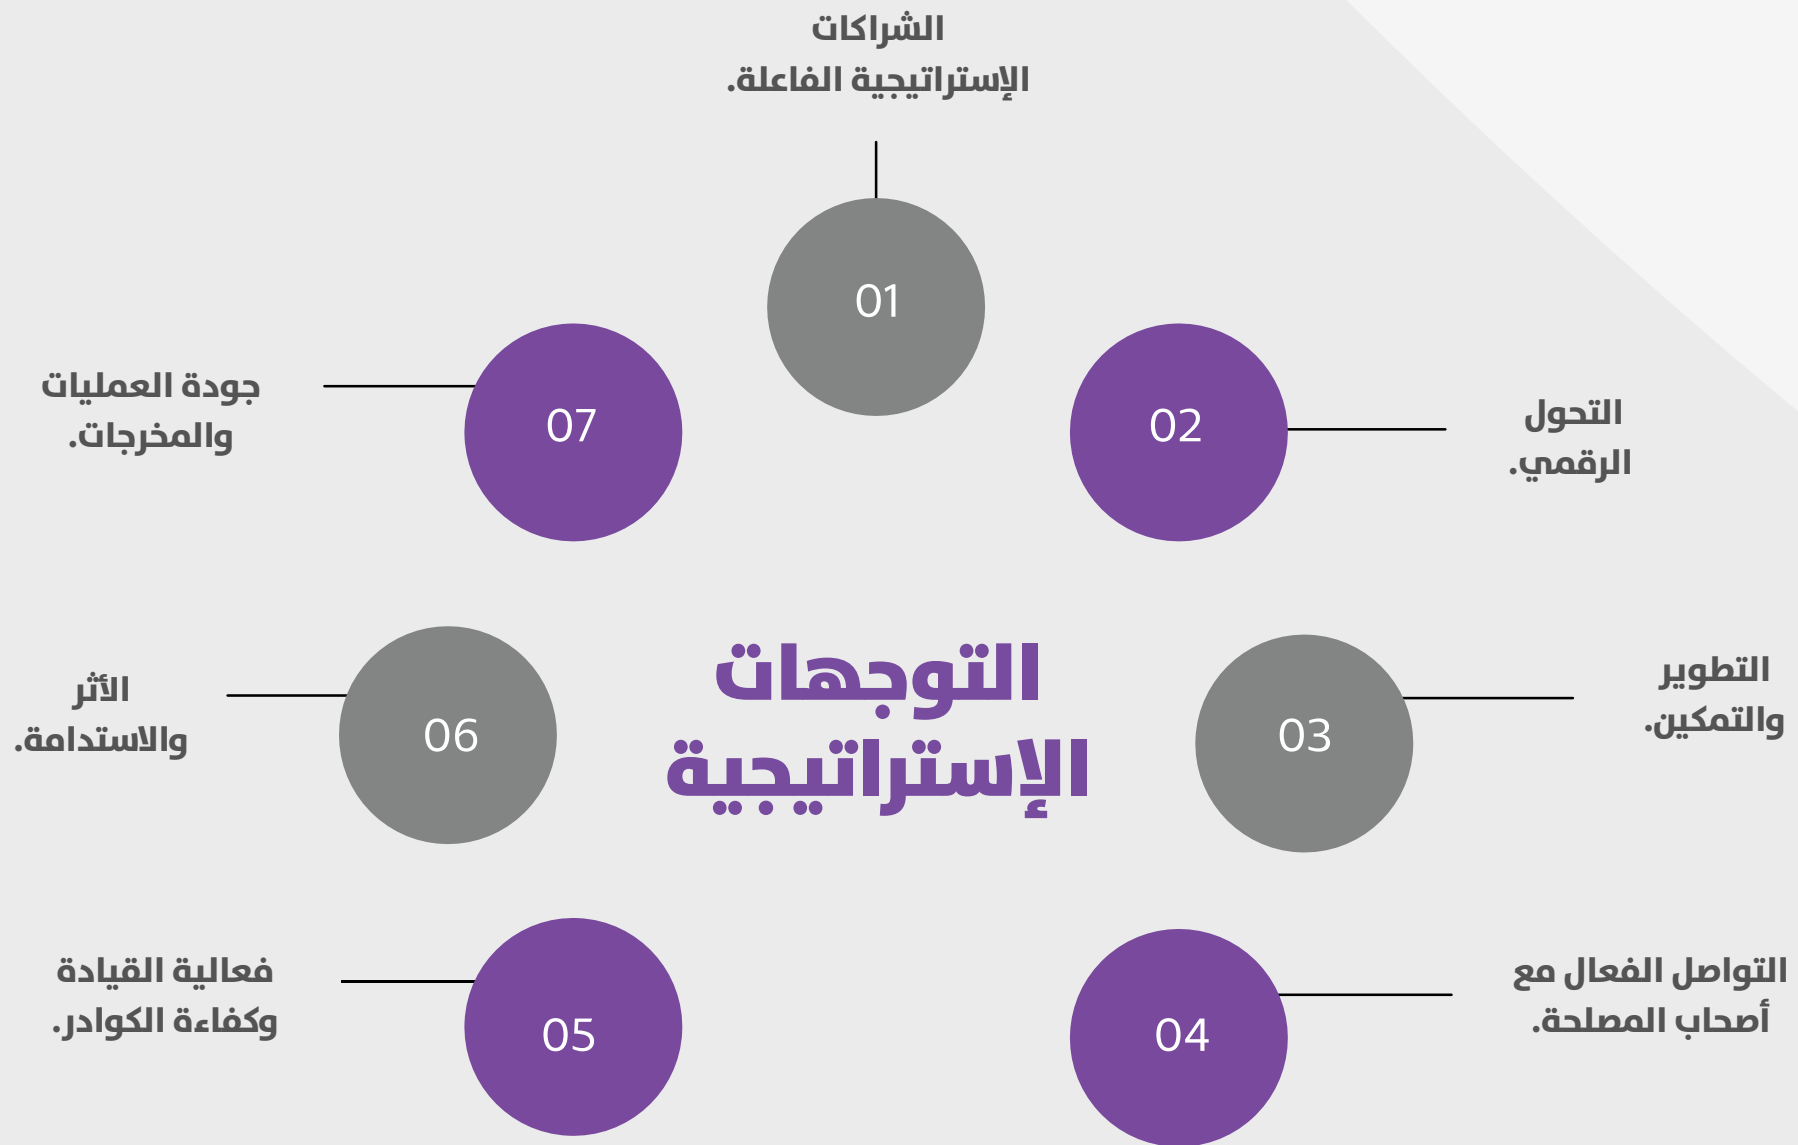 الشراكات
الإستراتيجية الفاعلة.
01
02
التحول
الرقمي.
03
التطوير
والتمكين.
04
التواصل الفعال مع
أصحاب المصلحة.
05
فعالية القيادة
وكفاءة الكوادر.
06
الأثر
والاستدامة.
07
جودة العمليات
والمخرجات.
التوجهات
الإستراتيجية